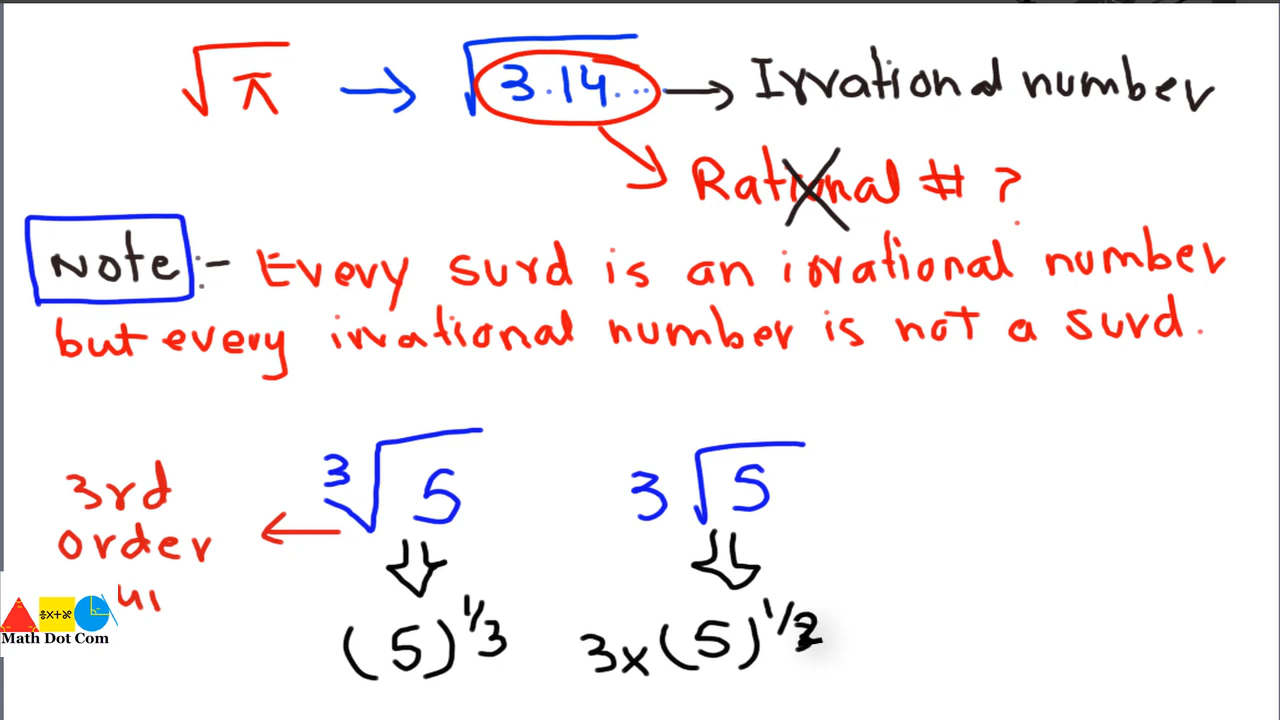 √π → √3.14... → Irrational number
Rational # ?
Note :- Every surd is an irrational number
but every irrational number is not a surd.
3rd ∛5 3√5
order
(5)^1/3 3x(5)^1/2
÷x+%
Math Dot Com